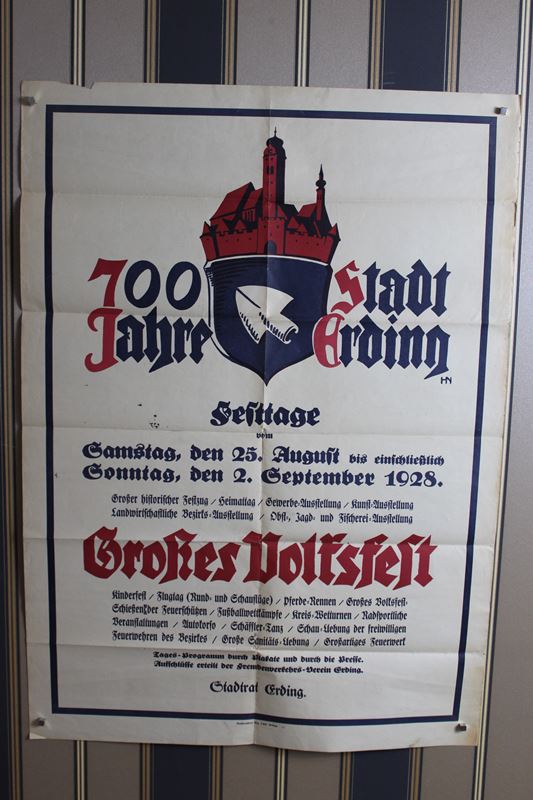 700 Stadt
Jahre Erding
HN
Festtage
vom
Samstag, den 25. August bis einschließlich
Sonntag, den 2. September 1928.
Großer historischer Festzug / Heimattag / Gewerbe-Ausstellung / Kunst-Ausstellung
Landwirtschaftliche Bezirks-Ausstellung / Obst-, Jagd- und Fischerei-Ausstellung
Großes Volksfest
Kinderfest / Flugtag (Rund- und Schauflüge) / Pferde-Rennen / Großes Volksfest-
Schießen der Feuerschützen / Fußballwettkämpfe / Kreis-Wetturnen / Radsportliche
Veranstaltungen / Autokorso / Schäffler-Tanz / Schau-Uebung der freiwilligen
Feuerwehren des Bezirkes / Große Sanitäts-Uebung / Großartiges Feuerwerk
Tages-Programm durch Plakate und durch die Presse.
Aufschlüsse erteilt der Fremdenverkehrs-Verein Erding.
Stadtrat Erding.